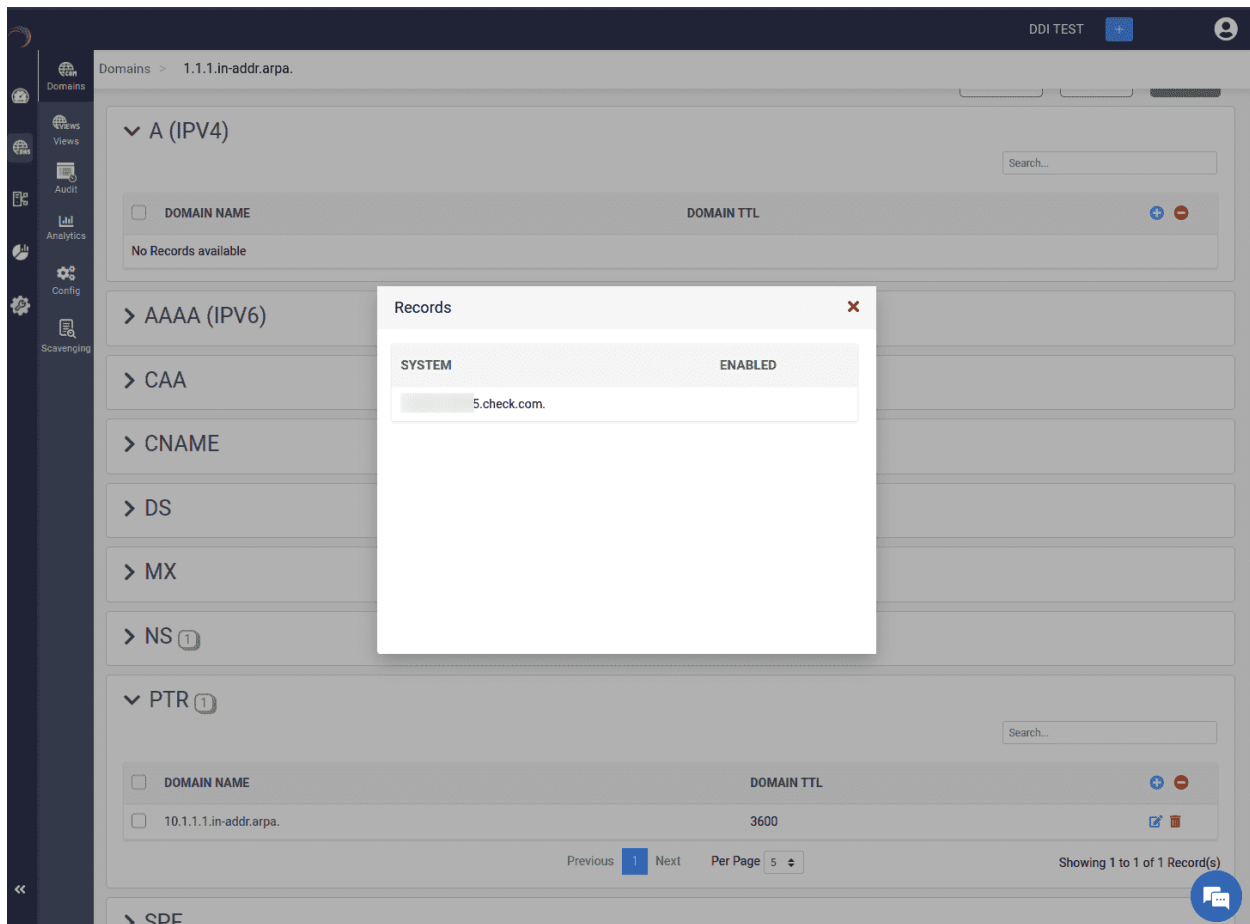 DDI TEST +
COM
Domains
VIEWS
Views
DNS
Audit
Analytics
Config
Scavenging
Domains > 1.1.1.in-addr.arpa.
A (IPV4)
Search...
DOMAIN NAME DOMAIN TTL
No Records available
AAAA (IPV6)
CAA
CNAME
DS
MX
NS 1
Records
SYSTEM ENABLED
5.check.com.
PTR 1
Search...
DOMAIN NAME DOMAIN TTL
10.1.1.1.in-addr.arpa. 3600
Previous 1 Next Per Page 5
Showing 1 to 1 of 1 Record(s)
SPF